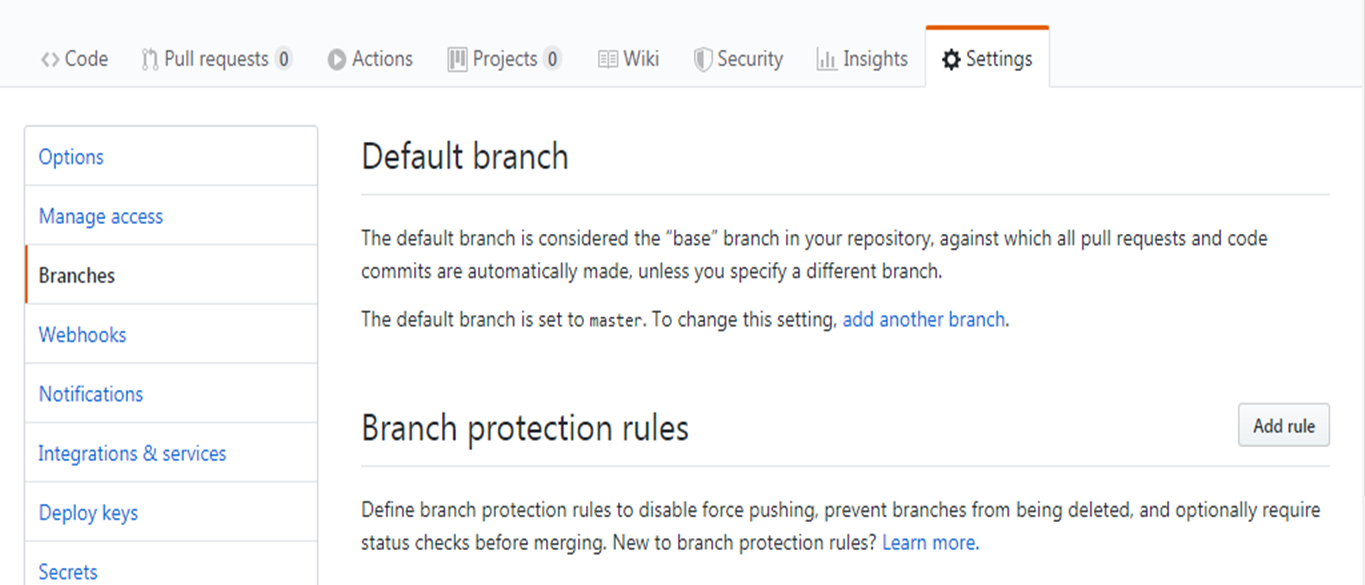 Code Pull requests 0 Actions Projects 0 Wiki Security Insights Settings
Options
Manage access
Branches
Webhooks
Notifications
Integrations & services
Deploy keys
Secrets
Default branch
The default branch is considered the “base” branch in your repository, against which all pull requests and code
commits are automatically made, unless you specify a different branch.
The default branch is set to master. To change this setting, add another branch.
Branch protection rules
Add rule
Define branch protection rules to disable force pushing, prevent branches from being deleted, and optionally require
status checks before merging. New to branch protection rules? Learn more.